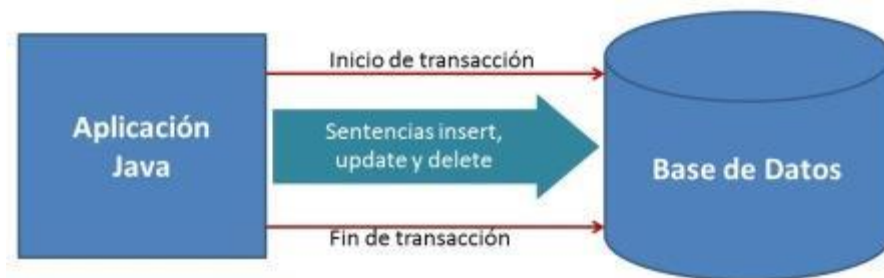 Inicio de transacción
Aplicación
Java
Sentencias insert,
update y delete
Base de Datos
Fin de transacción